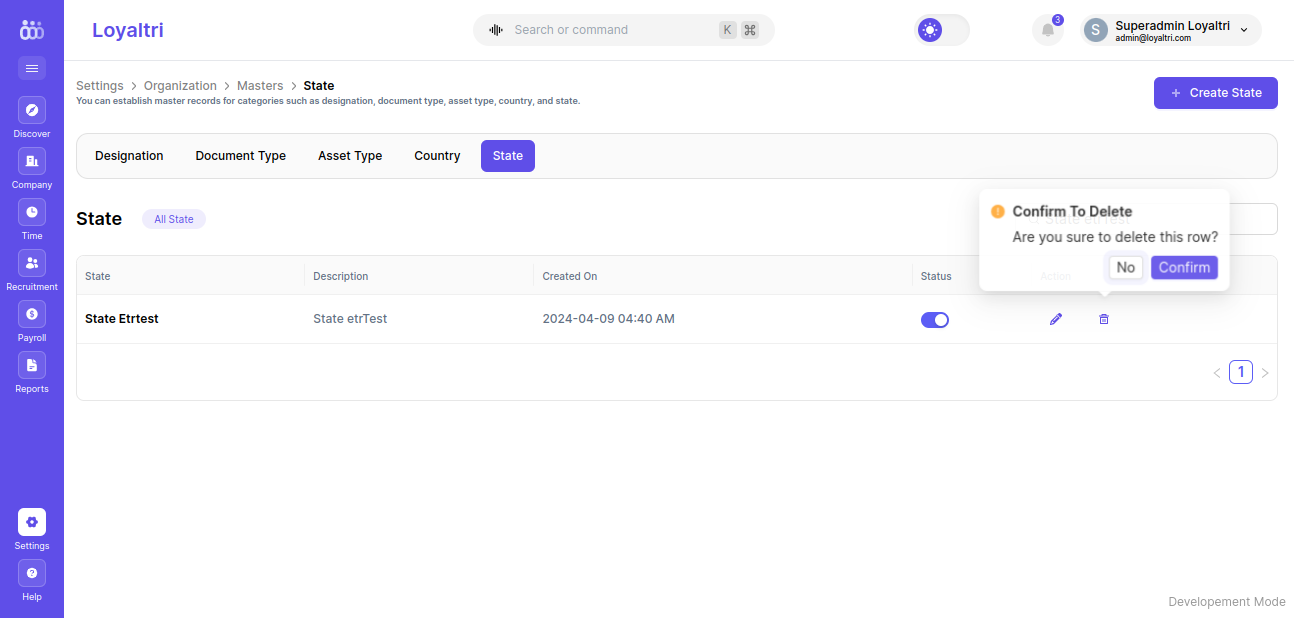 Loyaltri
Search or command
K ⌘
3
S
Superadmin Loyaltri
admin@loyaltri.com
Discover
Company
Time
Recruitment
Payroll
Reports
Settings
Help
Settings > Organization > Masters > State
You can establish master records for categories such as designation, document type, asset type, country, and state.
+ Create State
Designation Document Type Asset Type Country State
State All State
State etrTest
Confirm To Delete
Are you sure to delete this row?
No Confirm
State Description Created On Status Action
State Etrtest State etrTest 2024-04-09 04:40 AM
< 1 >
Developement Mode